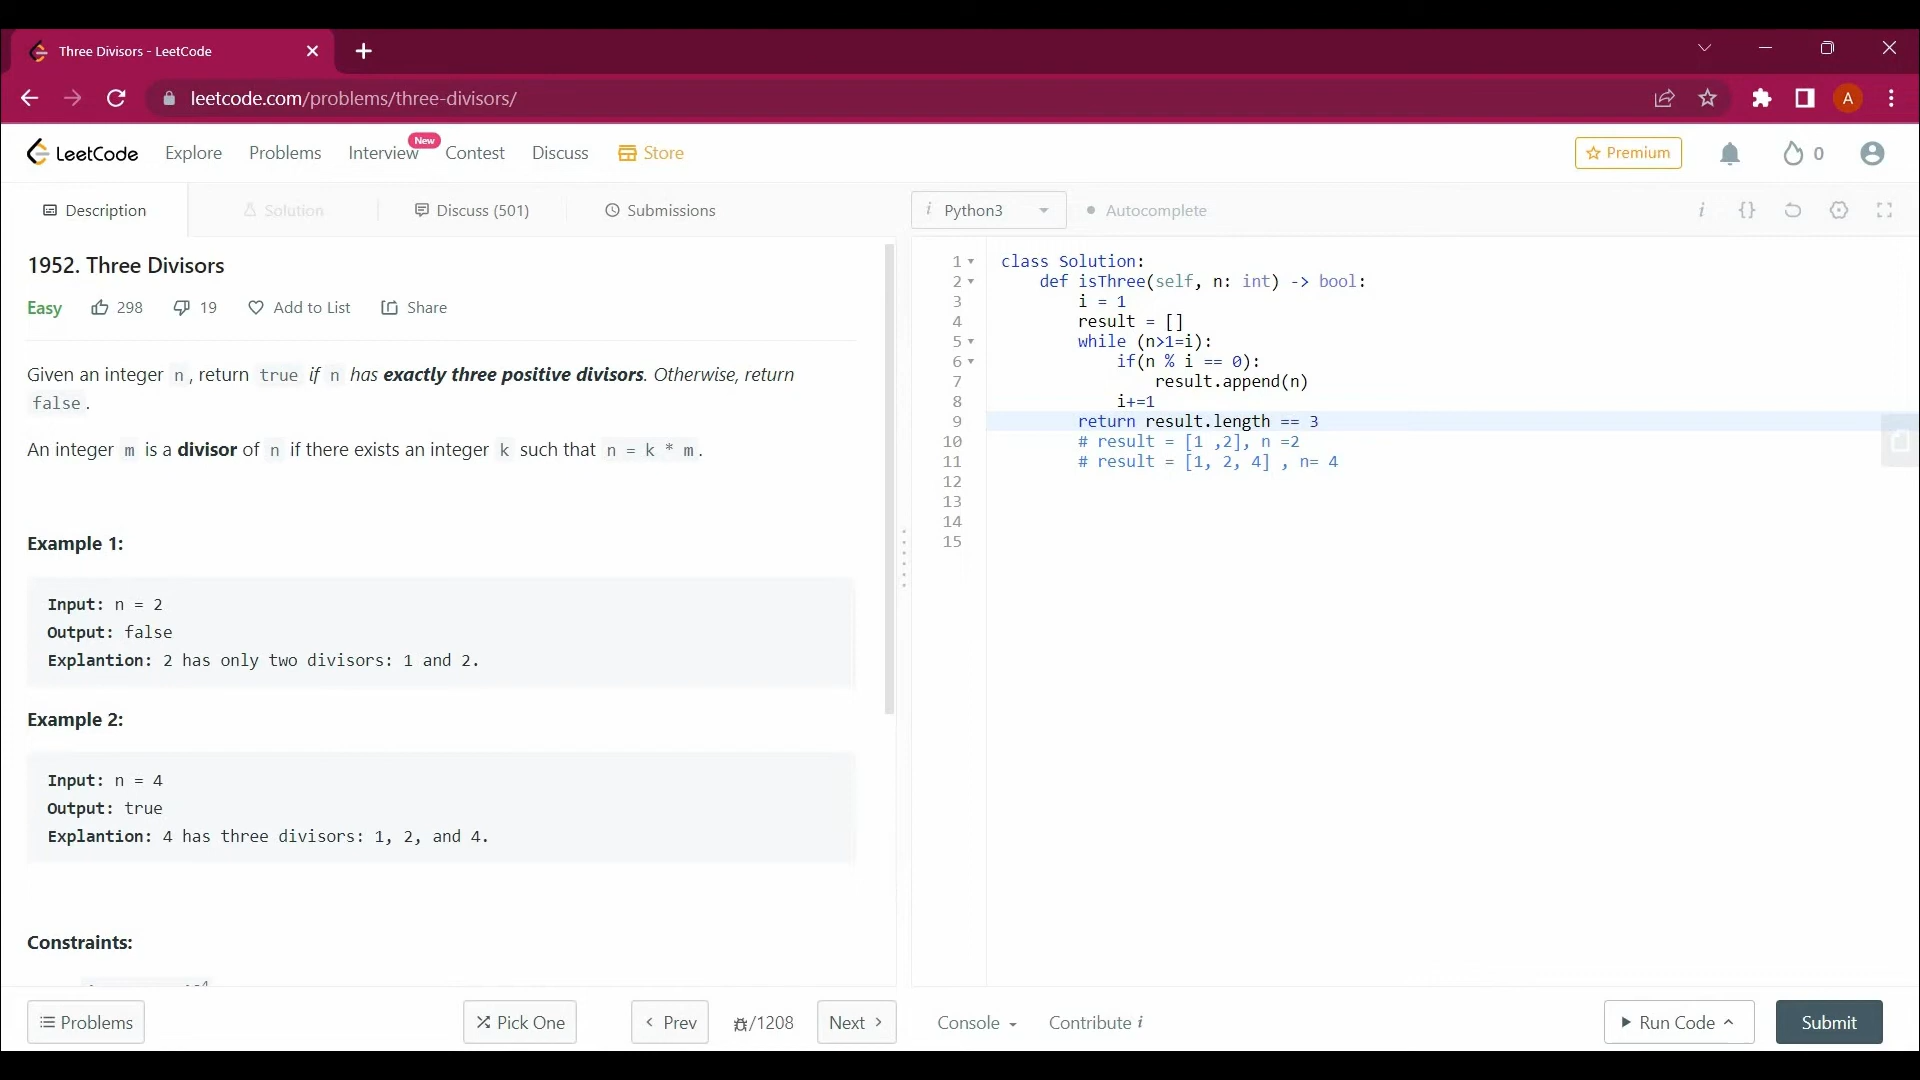 Three Divisors - LeetCode
leetcode.com/problems/three-divisors/
A
LeetCode Explore Problems Interview New Contest Discuss Store Premium 0
Description Solution Discuss (501) Submissions
i Python3 Autocomplete i {}
1952. Three Divisors
Easy 298 19 Add to List Share
Given an integer n, return true if n has exactly three positive divisors. Otherwise, return
false.
An integer m is a divisor of n if there exists an integer k such that n = k * m.
Example 1:
Input: n = 2
Output: false
Explantion: 2 has only two divisors: 1 and 2.
Example 2:
Input: n = 4
Output: true
Explantion: 4 has three divisors: 1, 2, and 4.
Constraints:
1 class Solution:
2 def isThree(self, n: int) -> bool:
3 i = 1
4 result = []
5 while (n>1=i):
6 if(n % i == 0):
7 result.append(n)
8 i+=1
9 return result.length == 3
10 # result = [1 ,2], n =2
11 # result = [1, 2, 4] , n= 4
12
13
14
15
Problems Pick One < Prev /1208 Next > Console Contribute i Run Code Submit